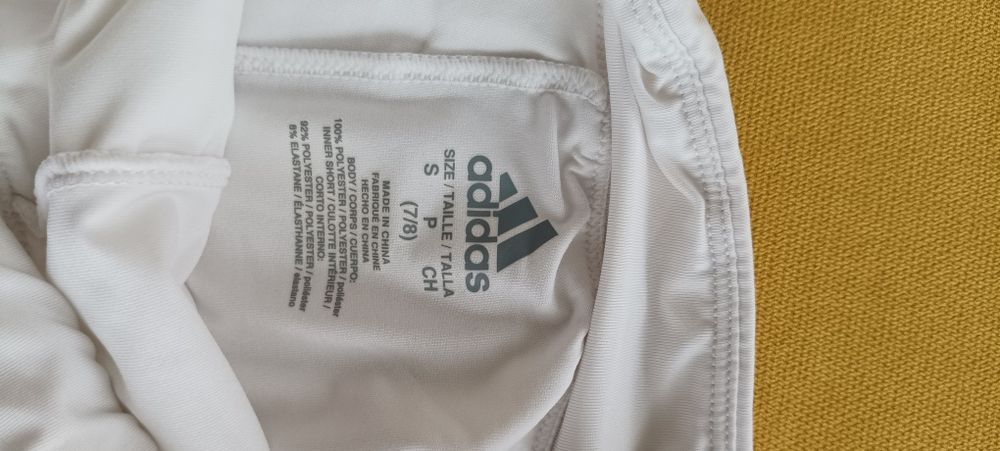 adidas
SIZE / TAILLE / TALLA
S P CH
(7/8)
MADE IN CHINA
FABRIQUÉ EN CHINE
HECHO EN CHINA
BODY / CORPS / CUERPO:
100% POLYESTER / POLYESTER / poliéster
INNER SHORT / CULOTTE INTÉRIEUR /
CORTO INTERNO:
92% POLYESTER / POLYESTER / poliéster
8% ELASTANE / ÉLASTHANNE / elastano